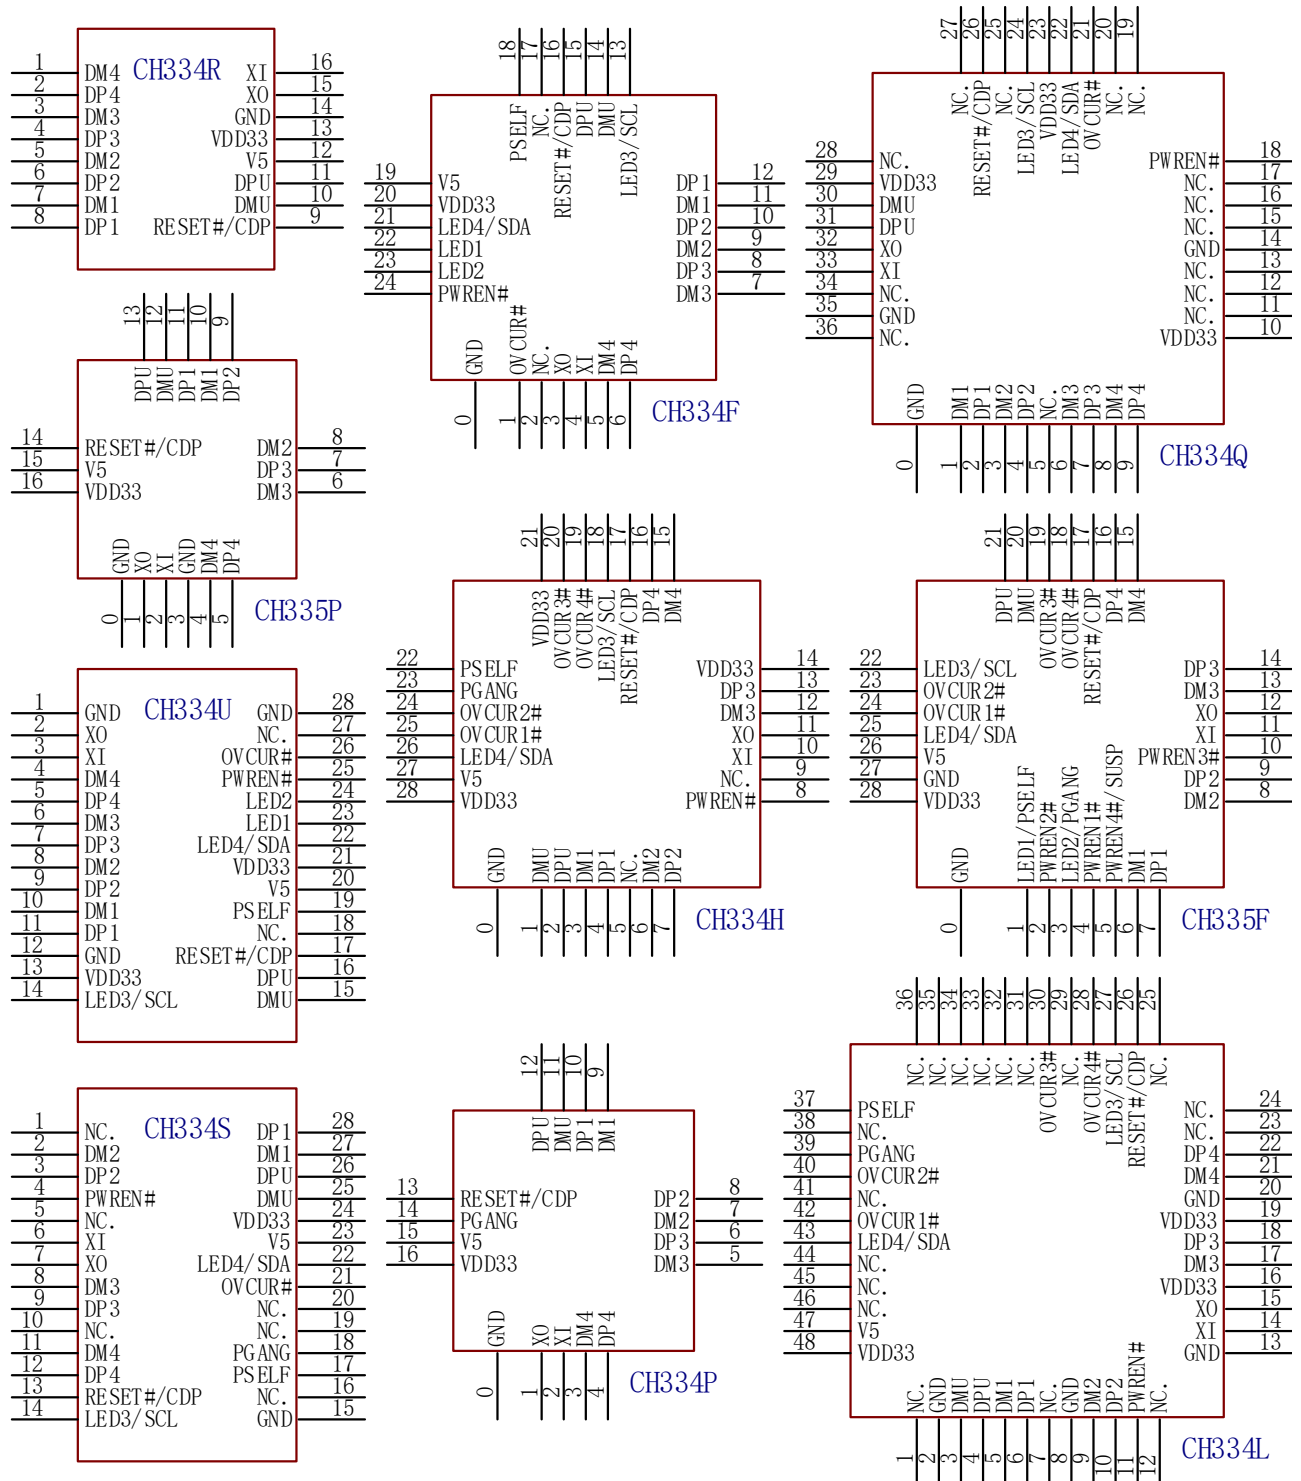 CH334R
1 DM4 XI 16
2 DP4 XO 15
3 DM3 GND 14
4 DP3 VDD33 13
5 DM2 V5 12
6 DP2 DPU 11
7 DM1 DMU 10
8 DP1 RESET#/CDP 9
18 17 16 15 14 13
PSELF NC. RESET#/CDP DPU DMU LED3/SCL
19 V5 DP1 12
20 VDD33 DM1 11
21 LED4/SDA DP2 10
22 LED1 DM2 9
23 LED2 DP3 8
24 PWREN# DM3 7
GND OVCUR# NC. XO XI DM4 DP4
0 1 2 3 4 5 6
CH334F
27 26 25 24 23 22 21 20 19
NC. RESET#/CDP NC. LED3/SCL VDD33 LED4/SDA OVCUR# NC. NC.
28 NC. PWREN# 18
29 VDD33 NC. 17
30 DMU NC. 16
31 DPU NC. 15
32 XO GND 14
33 XI NC. 13
34 NC. NC. 12
35 GND NC. 11
36 NC. VDD33 10
GND DM1 DP1 DM2 DP2 NC. DM3 DP3 DM4 DP4
0 1 2 3 4 5 6 7 8 9
CH334Q
13 12 11 10 9
DPU DMU DP1 DM1 DP2
14 RESET#/CDP DM2 8
15 V5 DP3 7
16 VDD33 DM3 6
GND XO XI GND DM4 DP4
0 1 2 3 4 5
CH335P
21 20 19 18 17 16 15
VDD33 OVCUR3# OVCUR4# LED3/SCL RESET#/CDP DP4 DM4
22 PSELF VDD33 14
23 PGANG DP3 13
24 OVCUR2# DM3 12
25 OVCUR1# XO 11
26 LED4/SDA XI 10
27 V5 NC. 9
28 VDD33 PWREN# 8
GND DMU DPU DM1 DP1 NC. DM2 DP2
0 1 2 3 4 5 6 7
CH334H
21 20 19 18 17 16 15
DPU DMU OVCUR3# OVCUR4# RESET#/CDP DP4 DM4
22 LED3/SCL DP3 14
23 OVCUR2# DM3 13
24 OVCUR1# XO 12
25 LED4/SDA XI 11
26 V5 PWREN3# 10
27 GND DP2 9
28 VDD33 DM2 8
GND LED1/PSELF PWREN2# LED2/PGANG PWREN1# PWREN4#/SUSP DM1 DP1
0 1 2 3 4 5 6 7
CH335F
CH334U
1 GND GND 28
2 XO NC. 27
3 XI OVCUR# 26
4 DM4 PWREN# 25
5 DP4 LED2 24
6 DM3 LED1 23
7 DP3 LED4/SDA 22
8 DM2 VDD33 21
9 DP2 V5 20
10 DM1 PSELF 19
11 DP1 NC. 18
12 GND RESET#/CDP 17
13 VDD33 DPU 16
14 LED3/SCL DMU 15
CH334S
1 NC. DP1 28
2 DM2 DM1 27
3 DP2 DPU 26
4 PWREN# DMU 25
5 NC. VDD33 24
6 XI V5 23
7 XO LED4/SDA 22
8 DM3 OVCUR# 21
9 DP3 NC. 20
10 NC. NC. 19
11 DM4 PGANG 18
12 DP4 PSELF 17
13 RESET#/CDP NC. 16
14 LED3/SCL GND 15
12 11 10 9
DPU DMU DP1 DM1
13 RESET#/CDP DP2 8
14 PGANG DM2 7
15 V5 DP3 6
16 VDD33 DM3 5
GND XO XI DM4 DP4
0 1 2 3 4
CH334P
36 35 34 33 32 31 30 29 28 27 26 25
NC. NC. NC. NC. NC. NC. OVCUR3# NC. OVCUR4# LED3/SCL RESET#/CDP NC.
37 PSELF NC. 24
38 NC. NC. 23
39 PGANG DP4 22
40 OVCUR2# DM4 21
41 NC. GND 20
42 OVCUR1# VDD33 19
43 LED4/SDA DP3 18
44 NC. DM3 17
45 NC. VDD33 16
46 NC. XO 15
47 V5 XI 14
48 VDD33 GND 13
NC. GND DMU DPU DM1 DP1 NC. GND DM2 DP2 PWREN# NC.
1 2 3 4 5 6 7 8 9 10 11 12
CH334L